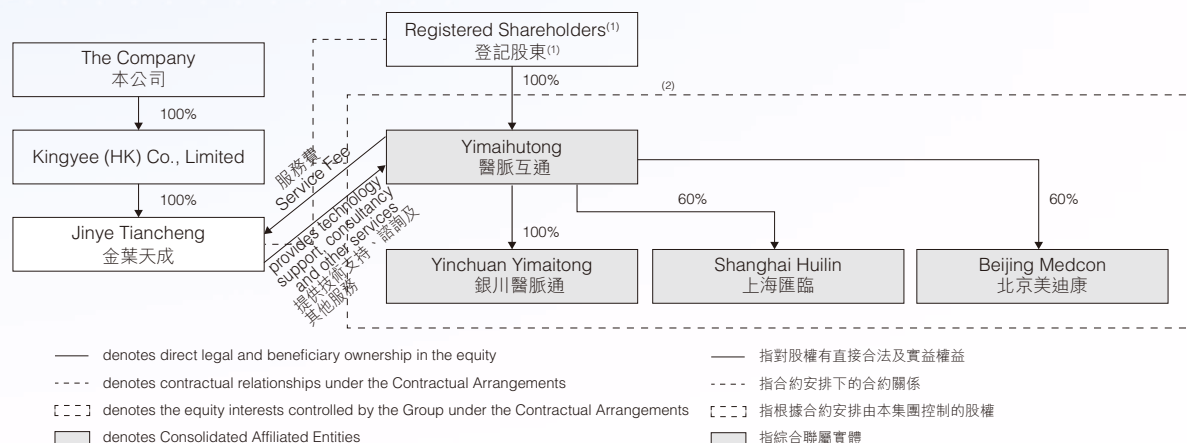 Registered Shareholders(1)
登記股東(1)
The Company
本公司
100%
(2)
100%
Kingyee (HK) Co., Limited
Yimaihutong
醫脈互通
服務費
Service Fee
100%
60%
60%
100%
Jinye Tiancheng
金葉天成
provides technology
support, consultancy
and other services
提供技術支持、諮詢及
其他服務
Yinchuan Yimaitong
銀川醫脈通
Shanghai Huilin
上海匯臨
Beijing Medcon
北京美迪康
denotes direct legal and beneficiary ownership in the equity
指對股權有直接合法及實益權益
denotes contractual relationships under the Contractual Arrangements
指合約安排下的合約關係
denotes the equity interests controlled by the Group under the Contractual Arrangements
指根據合約安排由本集團控制的股權
denotes Consolidated Affiliated Entities
指綜合聯屬實體